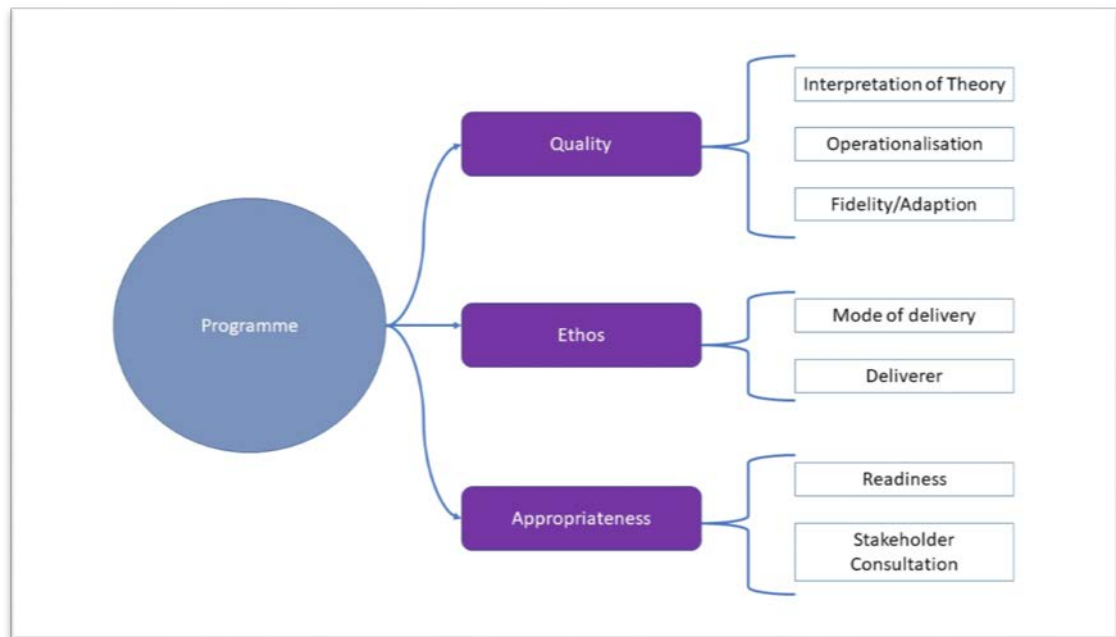 Programme
Quality
Interpretation of Theory
Operationalisation
Fidelity/Adaption
Ethos
Mode of delivery
Deliverer
Appropriateness
Readiness
Stakeholder
Consultation